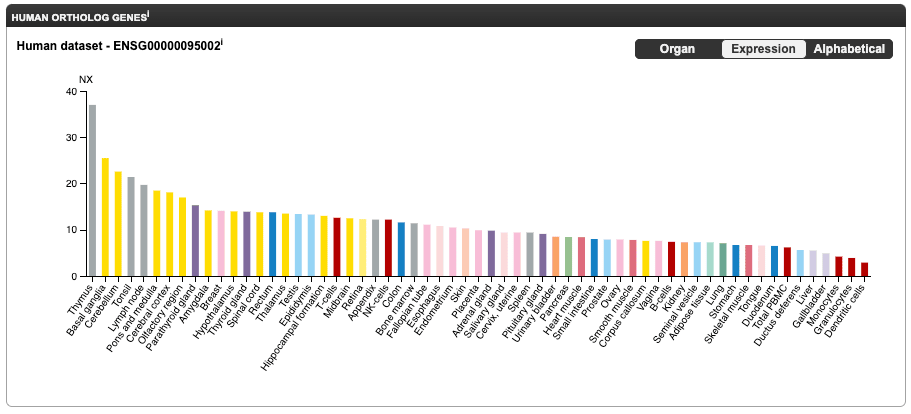 HUMAN ORTHOLOG GENESi
Human dataset - ENSG00000095002i
Organ Expression Alphabetical
NX
40
30
20
10
0
Thymus
Basal ganglia
Cerebellum
Tonsil
Lymph node
Pons and medulla
Cerebral cortex
Olfactory region
Parathyroid gland
Amygdala
Breast
Hypothalamus
Thyroid gland
Spinal cord
Rectum
Thalamus
Testis
Epididymis
Hippocampal formation
T-cells
Midbrain
Retina
Appendix
NK-cells
Colon
Bone marrow
Fallopian tube
Esophagus
Endometrium
Skin
Placenta
Adrenal gland
Salivary gland
Cervix, uterine
Spleen
Pituitary gland
Urinary bladder
Pancreas
Heart muscle
Small intestine
Prostate
Ovary
Smooth muscle
Corpus callosum
Vagina
B-cells
Kidney
Seminal vesicle
Adipose tissue
Lung
Stomach
Skeletal muscle
Tongue
Duodenum
Total PBMC
Ductus deferens
Liver
Gallbladder
Monocytes
Granulocytes
Dendritic cells